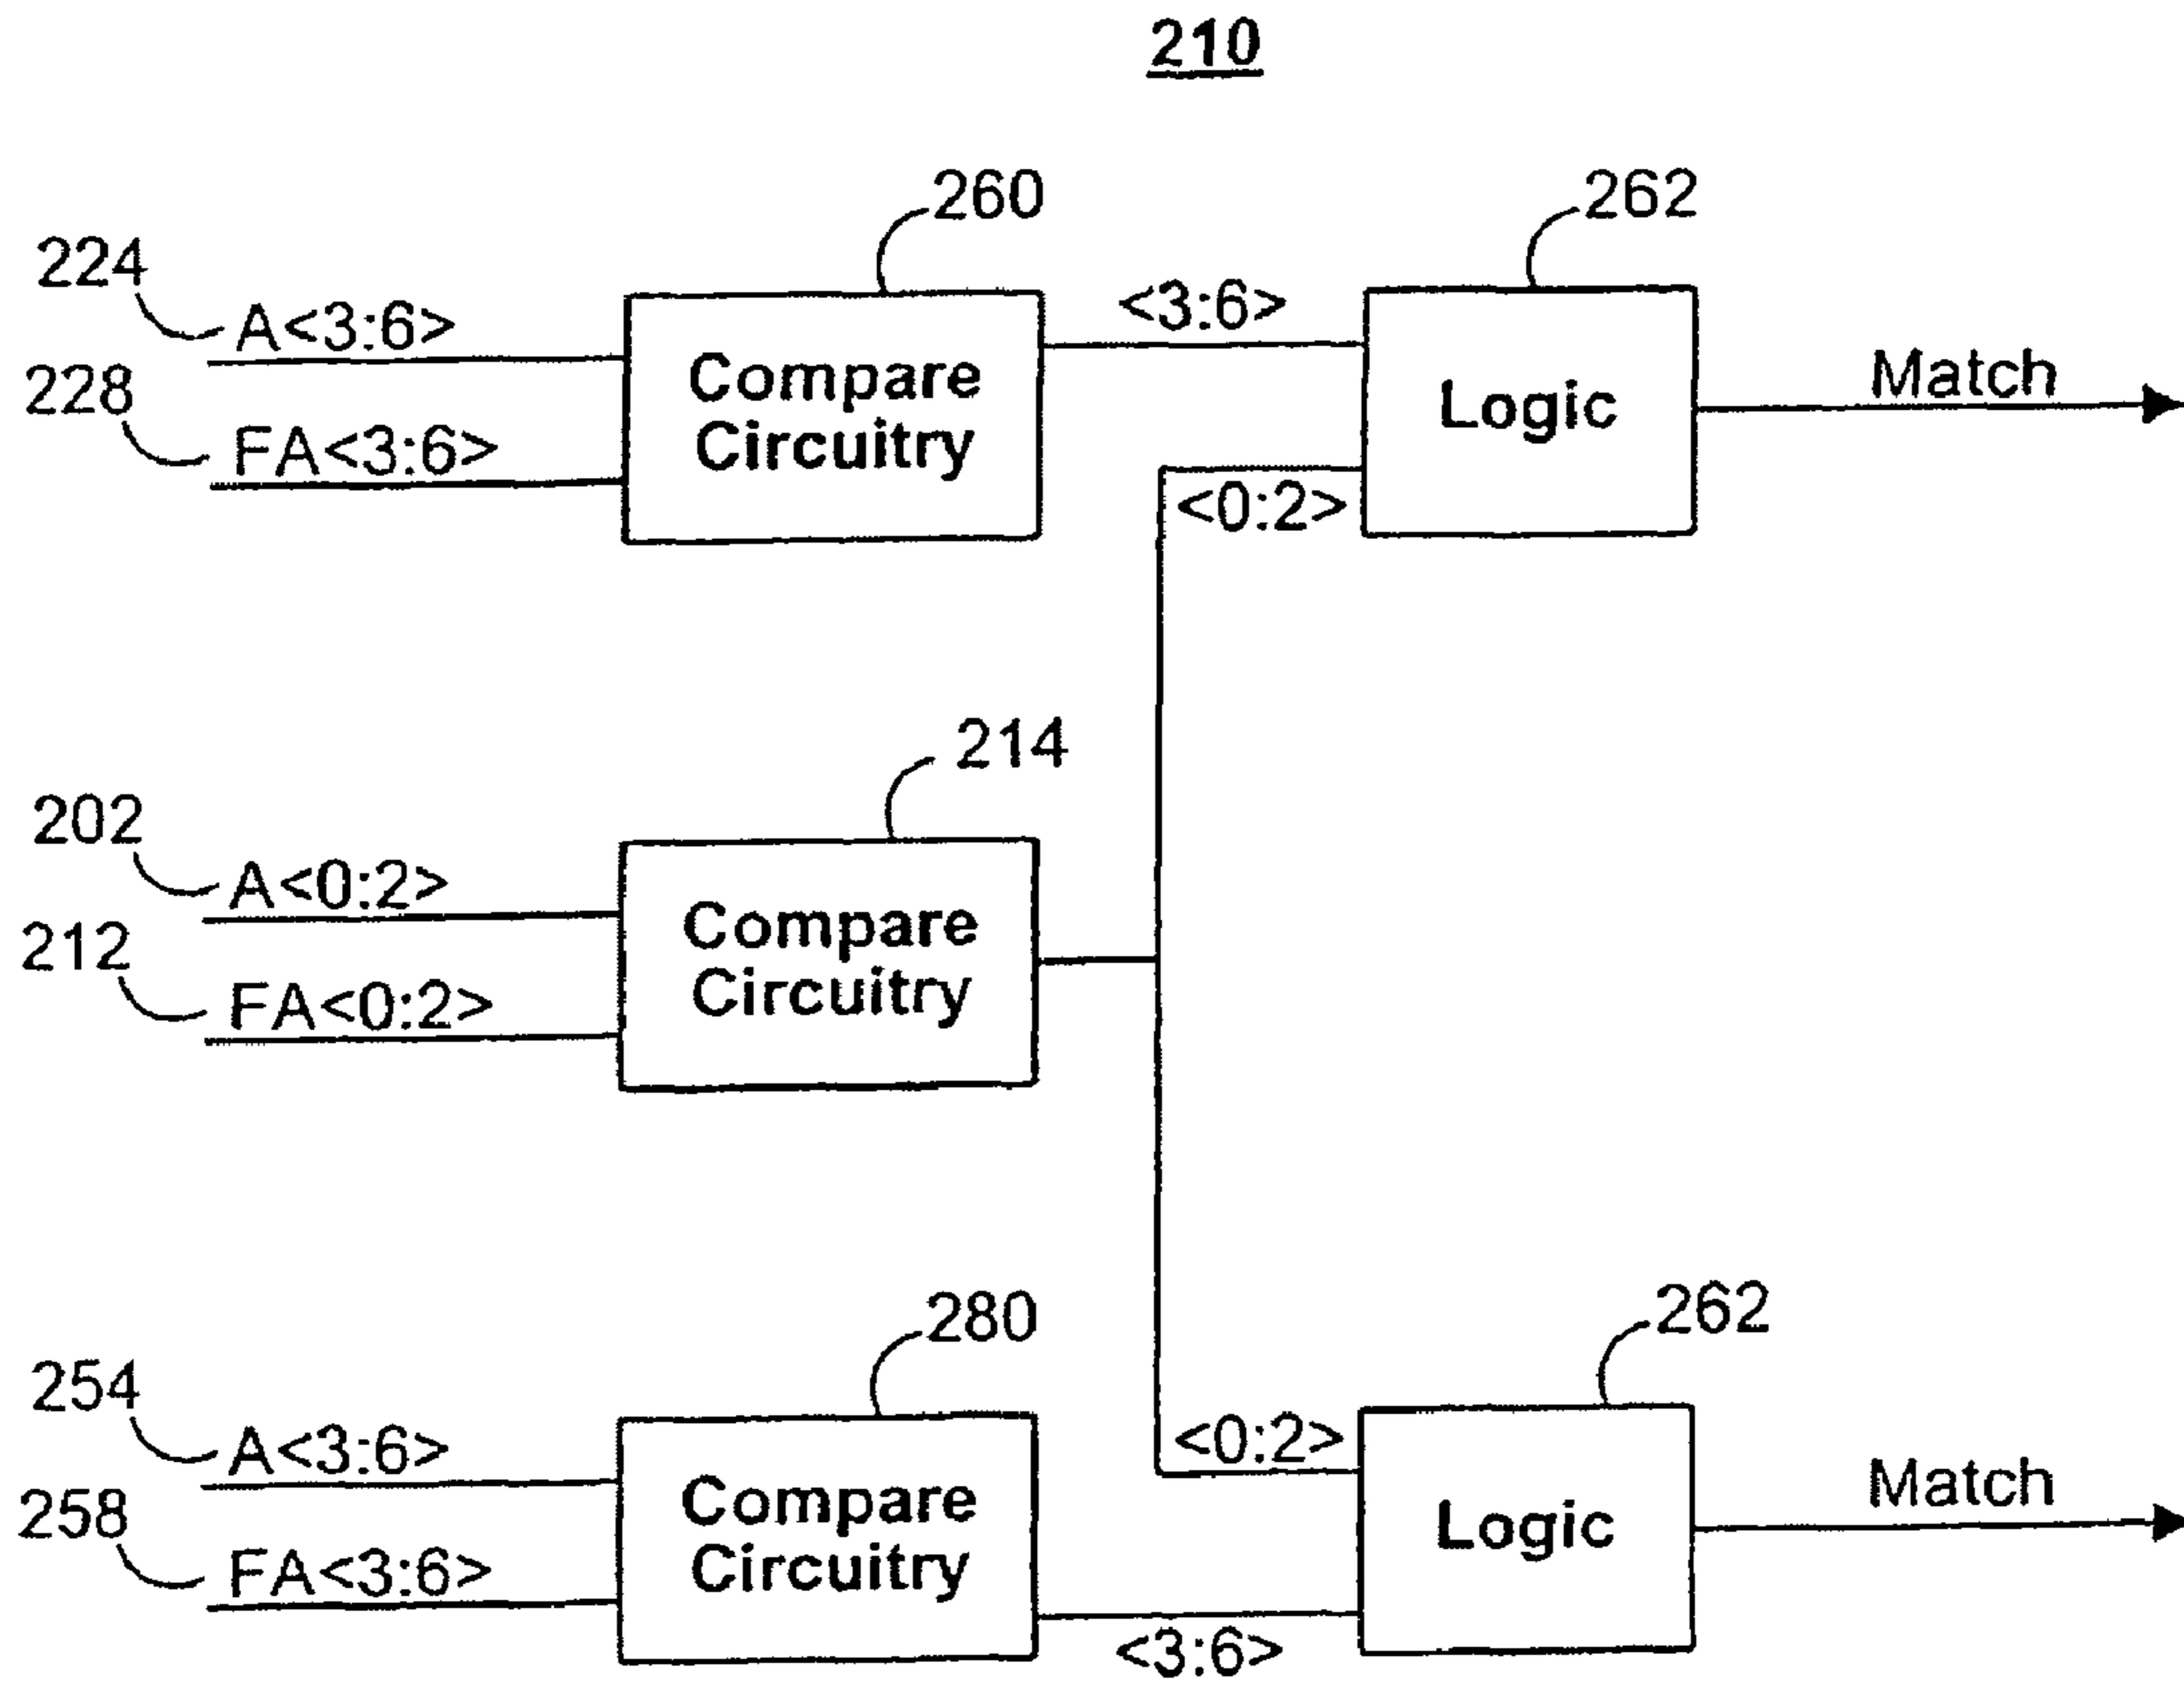 210
260
262
224
A<3:6>
<3:6>
228
FA<3:6>
Compare
Circuitry
Logic
Match
<0:2>
214
202
A<0:2>
212
FA<0:2>
Compare
Circuitry
280
262
254
A<3:6>
<0:2>
258
FA<3:6>
Compare
Circuitry
Logic
Match
<3:6>